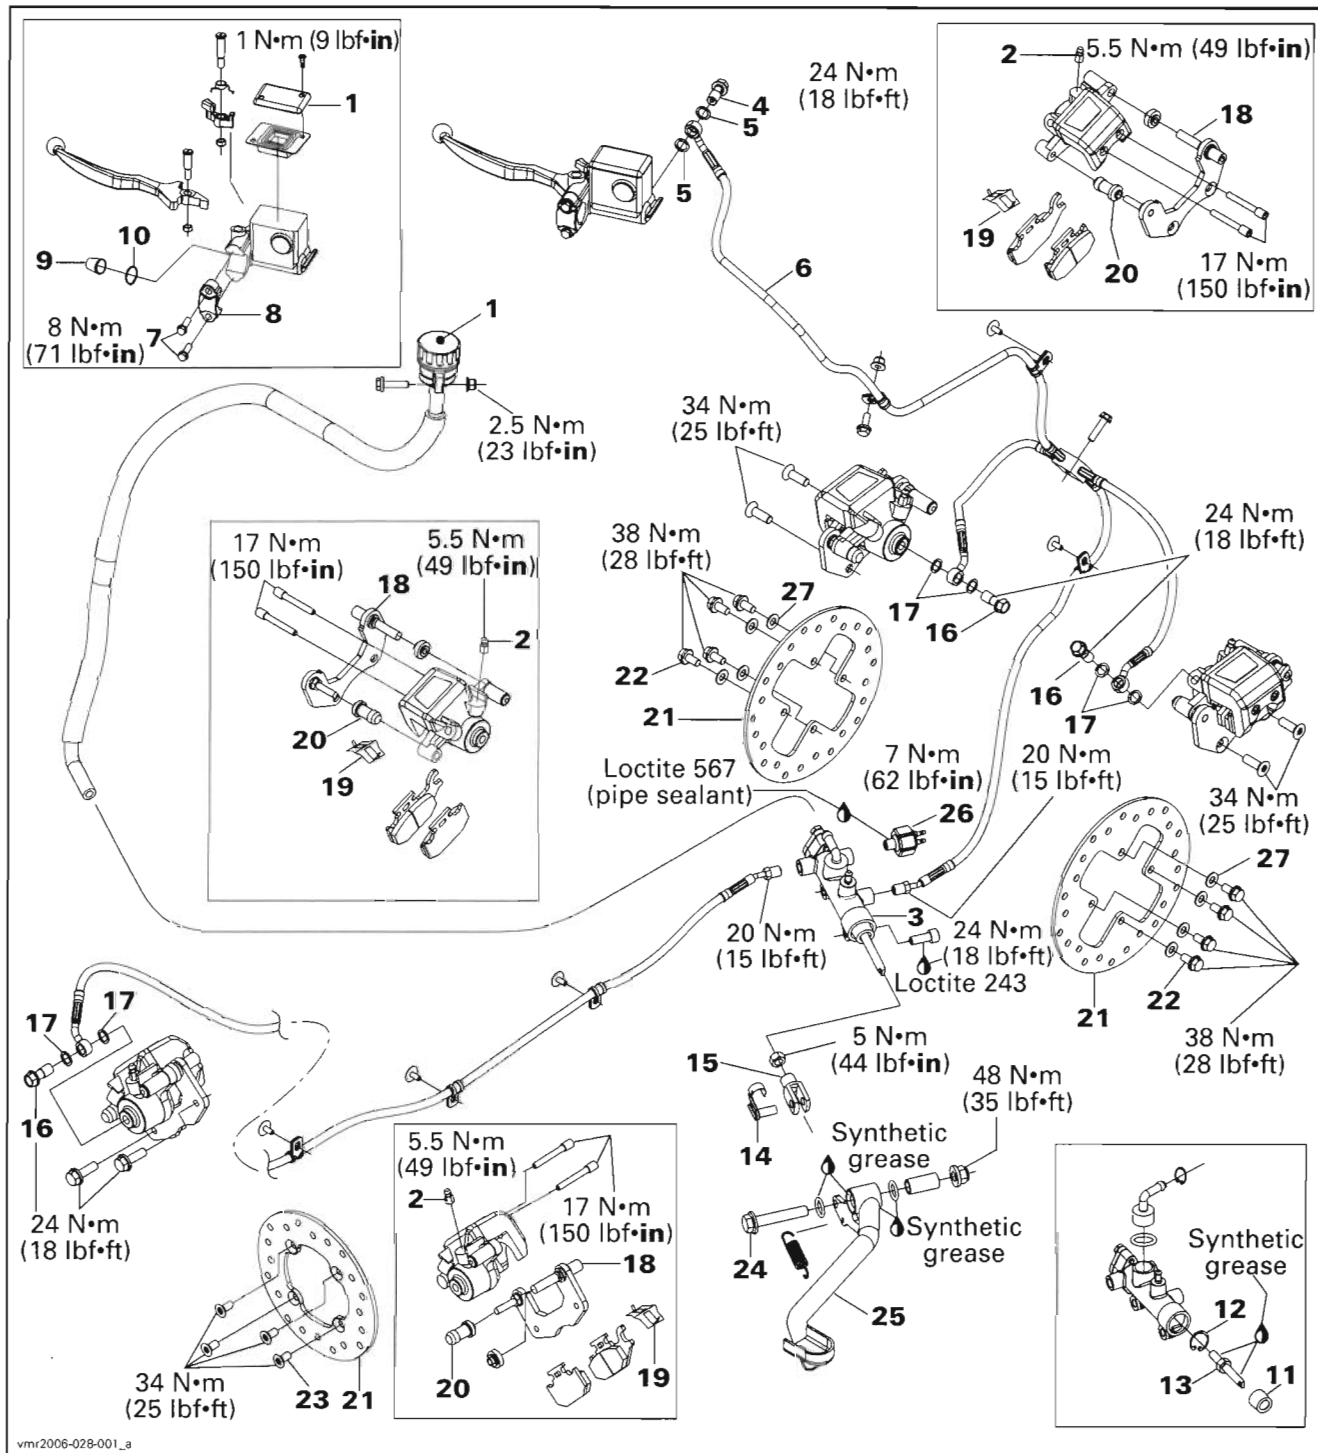 1 N•m (9 lbf•in)
1
10
9
8
7
8 N•m
(71 lbf•in)
24 N•m
(18 lbf•ft)
4
5
5
6
2
5.5 N•m (49 lbf•in)
18
19
20
17 N•m
(150 lbf•in)
1
2.5 N•m
(23 lbf•in)
34 N•m
(25 lbf•ft)
38 N•m
(28 lbf•ft)
27
22
21
17
16
24 N•m
(18 lbf•ft)
16
17
34 N•m
(25 lbf•ft)
17 N•m
(150 lbf•in)
5.5 N•m
(49 lbf•in)
18
2
20
19
Loctite 567
(pipe sealant)
7 N•m
(62 lbf•in)
26
20 N•m
(15 lbf•ft)
3
20 N•m
(15 lbf•ft)
24 N•m
(18 lbf•ft)
Loctite 243
27
22
21
38 N•m
(28 lbf•ft)
17
17
16
24 N•m
(18 lbf•ft)
5 N•m
(44 lbf•in)
15
14
48 N•m
(35 lbf•ft)
Synthetic
grease
Synthetic
grease
24
25
5.5 N•m
(49 lbf•in)
2
17 N•m
(150 lbf•in)
18
19
20
34 N•m
(25 lbf•ft)
23
21
Synthetic
grease
12
13
11
vmr2006-028-001_a